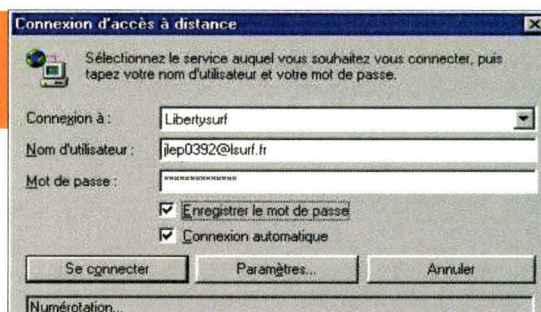 Connexion d'accès à distance
Sélectionnez le service auquel vous souhaitez vous connecter, puis
tapez votre nom d'utilisateur et votre mot de passe.
Connexion à :
Libertysurf
Nom d'utilisateur :
jlep0392@lsurf.fr
Mot de passe :
**************
Enregistrer le mot de passe
Connexion automatique
Se connecter
Paramètres...
Annuler
Numérotation...